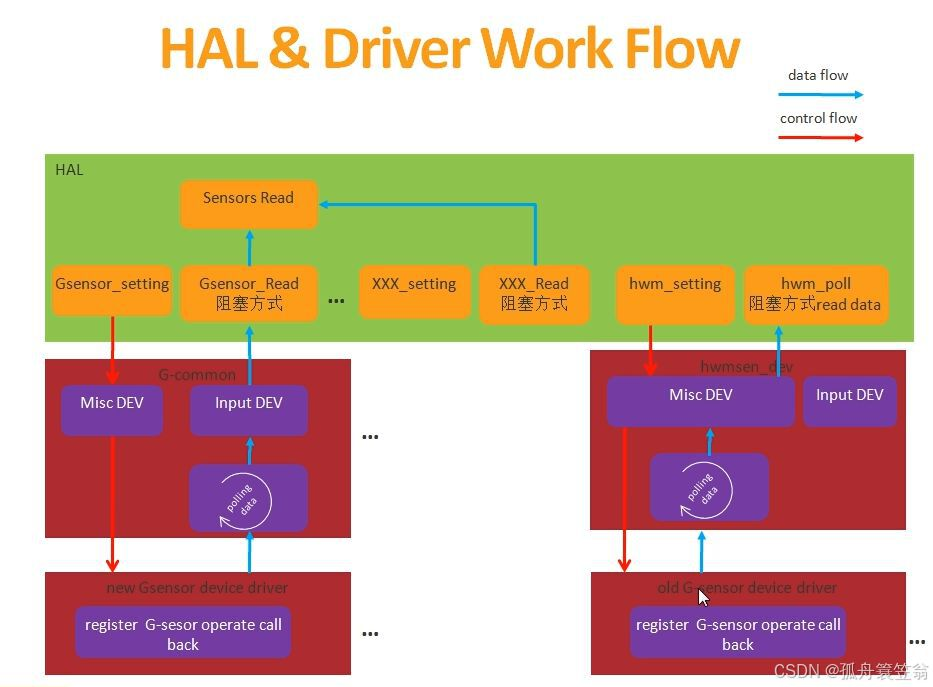 HAL & Driver Work Flow
data flow
control flow
HAL
Sensors Read
Gsensor_setting
Gsensor_Read
阻塞方式
...
XXX_setting
XXX_Read
阻塞方式
hwm_setting
hwm_poll
阻塞方式read data
G-common
Misc DEV
Input DEV
polling
data
...
hwmsen_dev
Misc DEV
Input DEV
polling
data
new Gsensor device driver
register G-sesor operate call
back
...
old G-sensor device driver
register G-sensor operate call
back
...
CSDN @孤舟簑笠翁